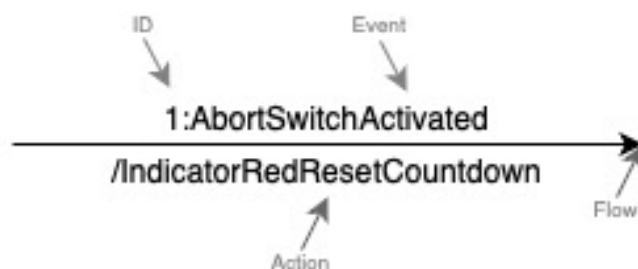 ID
Event
1:AbortSwitchActivated
/IndicatorRedResetCountdown
Flow
Action